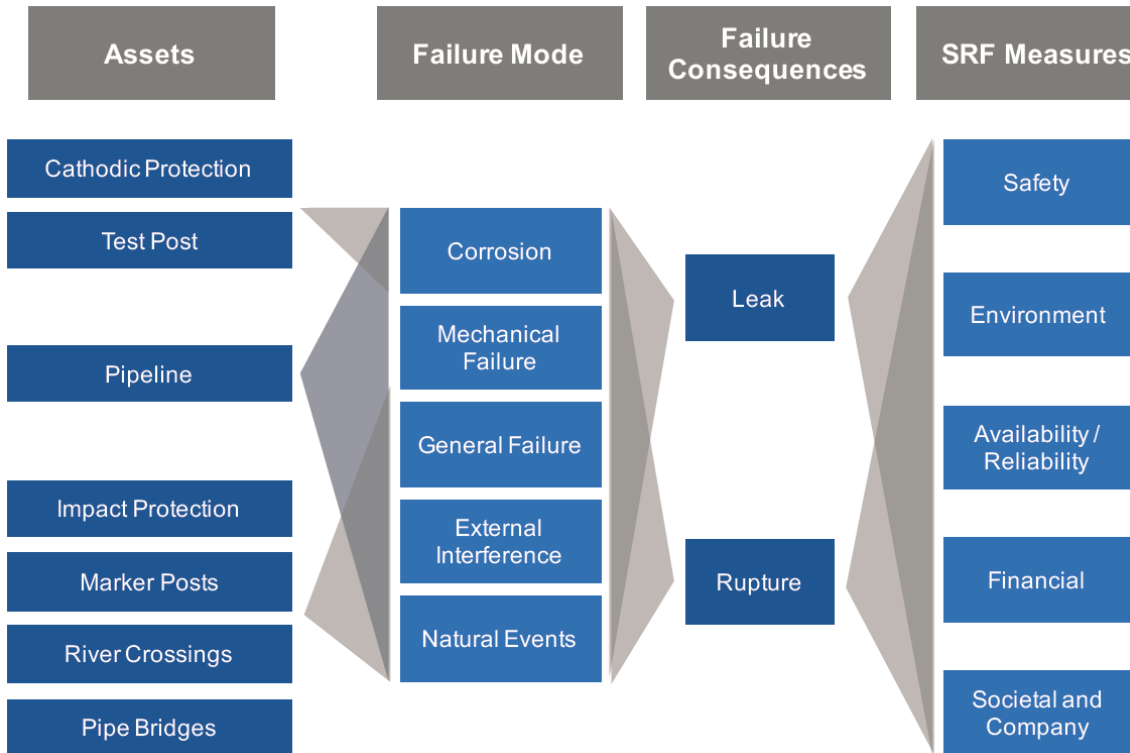 Assets
Failure Mode
Failure
Consequences
SRF Measures
Cathodic Protection
Test Post
Pipeline
Impact Protection
Marker Posts
River Crossings
Pipe Bridges
Corrosion
Mechanical
Failure
General Failure
External
Interference
Natural Events
Leak
Rupture
Safety
Environment
Availability /
Reliability
Financial
Societal and
Company